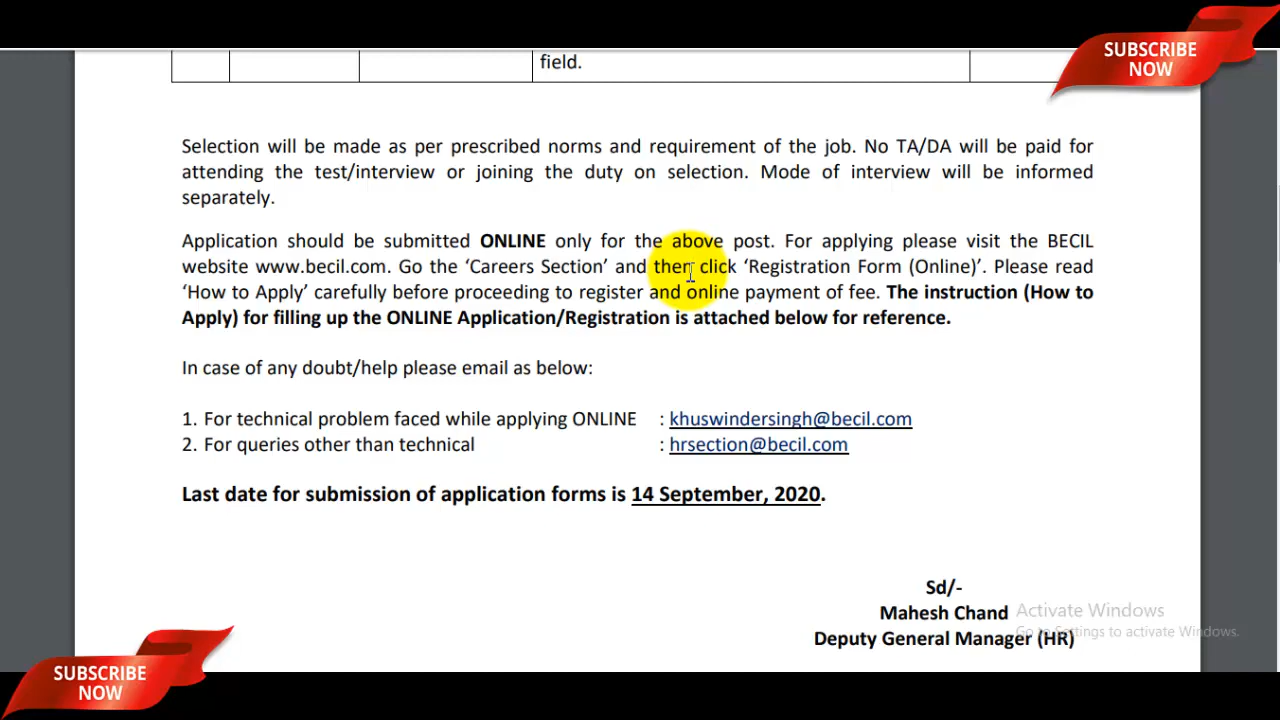 SUBSCRIBE
NOW
field.
Selection will be made as per prescribed norms and requirement of the job. No TA/DA will be paid for
attending the test/interview or joining the duty on selection. Mode of interview will be informed
separately.
Application should be submitted ONLINE only for the above post. For applying please visit the BECIL
website www.becil.com. Go the ‘Careers Section’ and then click ‘Registration Form (Online)’. Please read
‘How to Apply’ carefully before proceeding to register and online payment of fee. The instruction (How to
Apply) for filling up the ONLINE Application/Registration is attached below for reference.
In case of any doubt/help please email as below:
1. For technical problem faced while applying ONLINE : khuswindersingh@becil.com
2. For queries other than technical : hrsection@becil.com
Last date for submission of application forms is 14 September, 2020.
Sd/-
Mahesh Chand
Deputy General Manager (HR)
Activate Windows
Go to Settings to activate Windows.
SUBSCRIBE
NOW